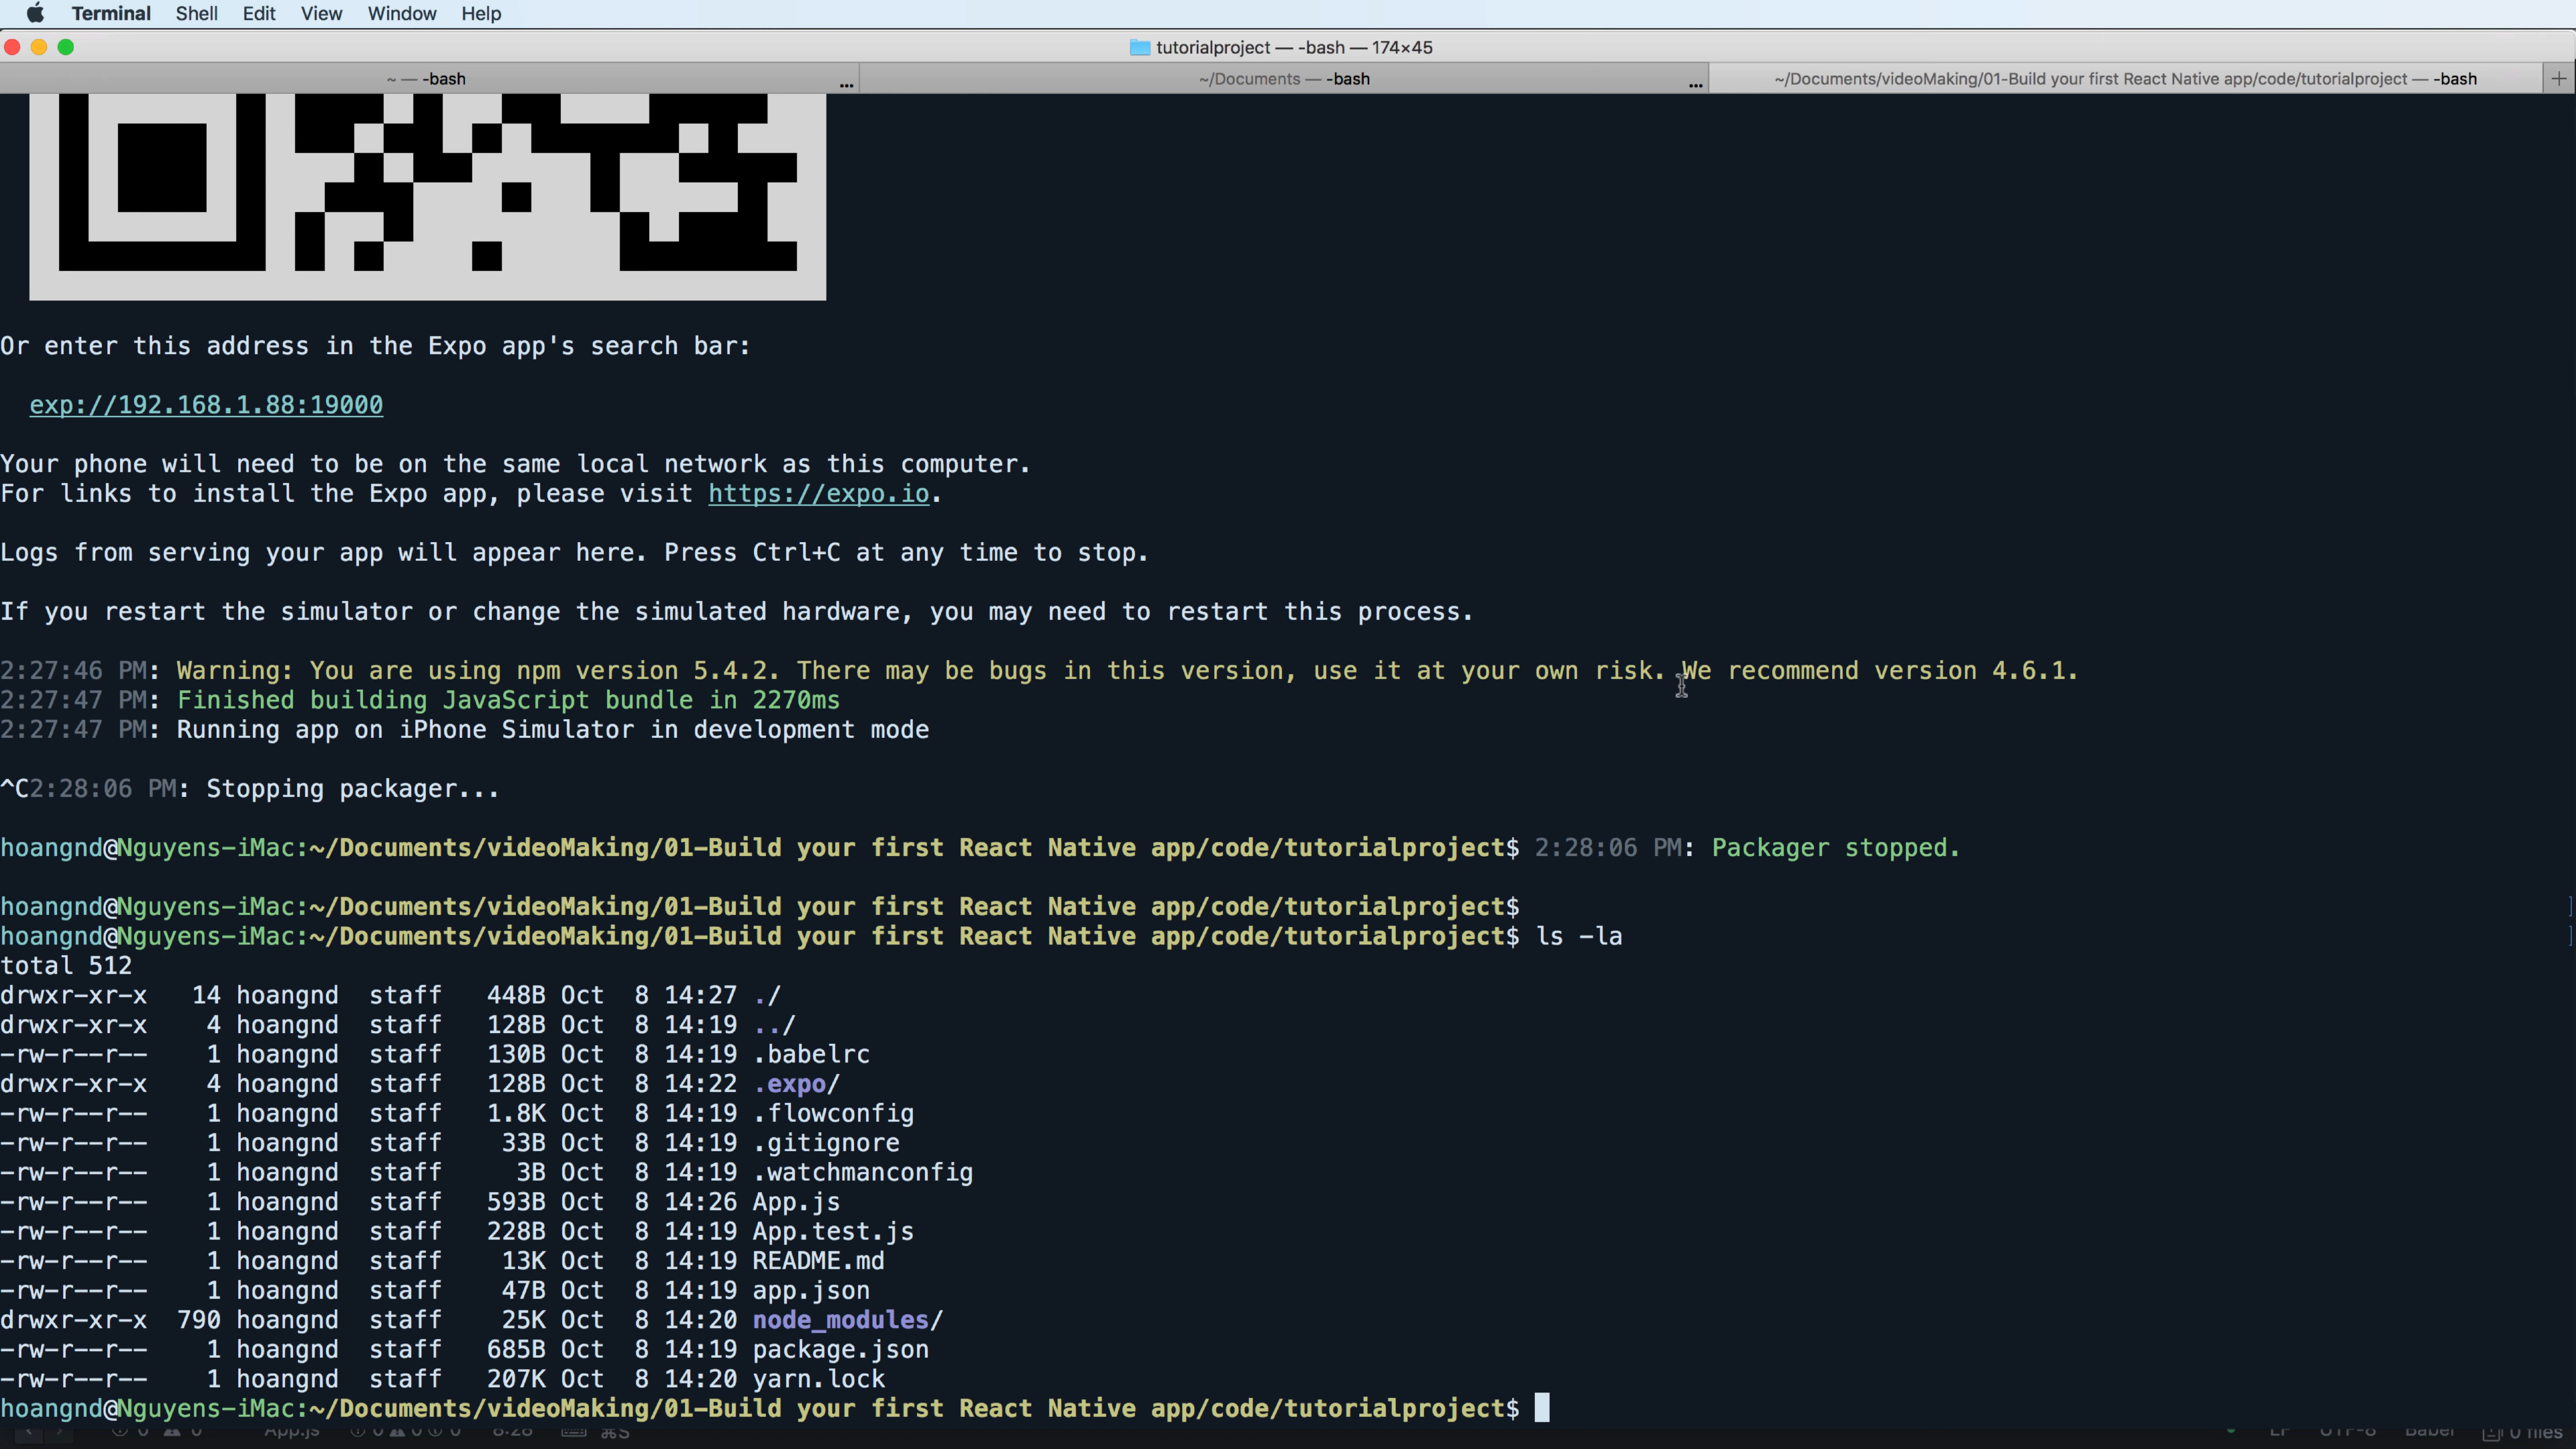 Terminal Shell Edit View Window Help
tutorialproject — -bash — 174×45
~ — -bash ... ~/Documents — -bash ... ~/Documents/videoMaking/01-Build your first React Native app/code/tutorialproject — -bash +
Or enter this address in the Expo app's search bar:
exp://192.168.1.88:19000
Your phone will need to be on the same local network as this computer.
For links to install the Expo app, please visit https://expo.io.
Logs from serving your app will appear here. Press Ctrl+C at any time to stop.
If you restart the simulator or change the simulated hardware, you may need to restart this process.
2:27:46 PM: Warning: You are using npm version 5.4.2. There may be bugs in this version, use it at your own risk. We recommend version 4.6.1.
2:27:47 PM: Finished building JavaScript bundle in 2270ms
2:27:47 PM: Running app on iPhone Simulator in development mode
^C2:28:06 PM: Stopping packager...
hoangnd@Nguyens-iMac:~/Documents/videoMaking/01-Build your first React Native app/code/tutorialproject$ 2:28:06 PM: Packager stopped.
hoangnd@Nguyens-iMac:~/Documents/videoMaking/01-Build your first React Native app/code/tutorialproject$ ]
hoangnd@Nguyens-iMac:~/Documents/videoMaking/01-Build your first React Native app/code/tutorialproject$ ls -la ]
total 512
drwxr-xr-x 14 hoangnd staff 448B Oct 8 14:27 ./
drwxr-xr-x 4 hoangnd staff 128B Oct 8 14:19 ../
-rw-r--r-- 1 hoangnd staff 130B Oct 8 14:19 .babelrc
drwxr-xr-x 4 hoangnd staff 128B Oct 8 14:22 .expo/
-rw-r--r-- 1 hoangnd staff 1.8K Oct 8 14:19 .flowconfig
-rw-r--r-- 1 hoangnd staff 33B Oct 8 14:19 .gitignore
-rw-r--r-- 1 hoangnd staff 3B Oct 8 14:19 .watchmanconfig
-rw-r--r-- 1 hoangnd staff 593B Oct 8 14:26 App.js
-rw-r--r-- 1 hoangnd staff 228B Oct 8 14:19 App.test.js
-rw-r--r-- 1 hoangnd staff 13K Oct 8 14:19 README.md
-rw-r--r-- 1 hoangnd staff 47B Oct 8 14:19 app.json
drwxr-xr-x 790 hoangnd staff 25K Oct 8 14:20 node_modules/
-rw-r--r-- 1 hoangnd staff 685B Oct 8 14:19 package.json
-rw-r--r-- 1 hoangnd staff 207K Oct 8 14:20 yarn.lock
hoangnd@Nguyens-iMac:~/Documents/videoMaking/01-Build your first React Native app/code/tutorialproject$
App.js 8:28 ⌘S LF UTF-8 Babel 0 files